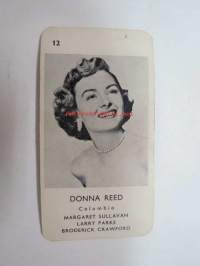 12
DONNA REED
Columbia
MARGARET SULLAVAN
LARRY PARKS
BRODERICK CRAWFORD